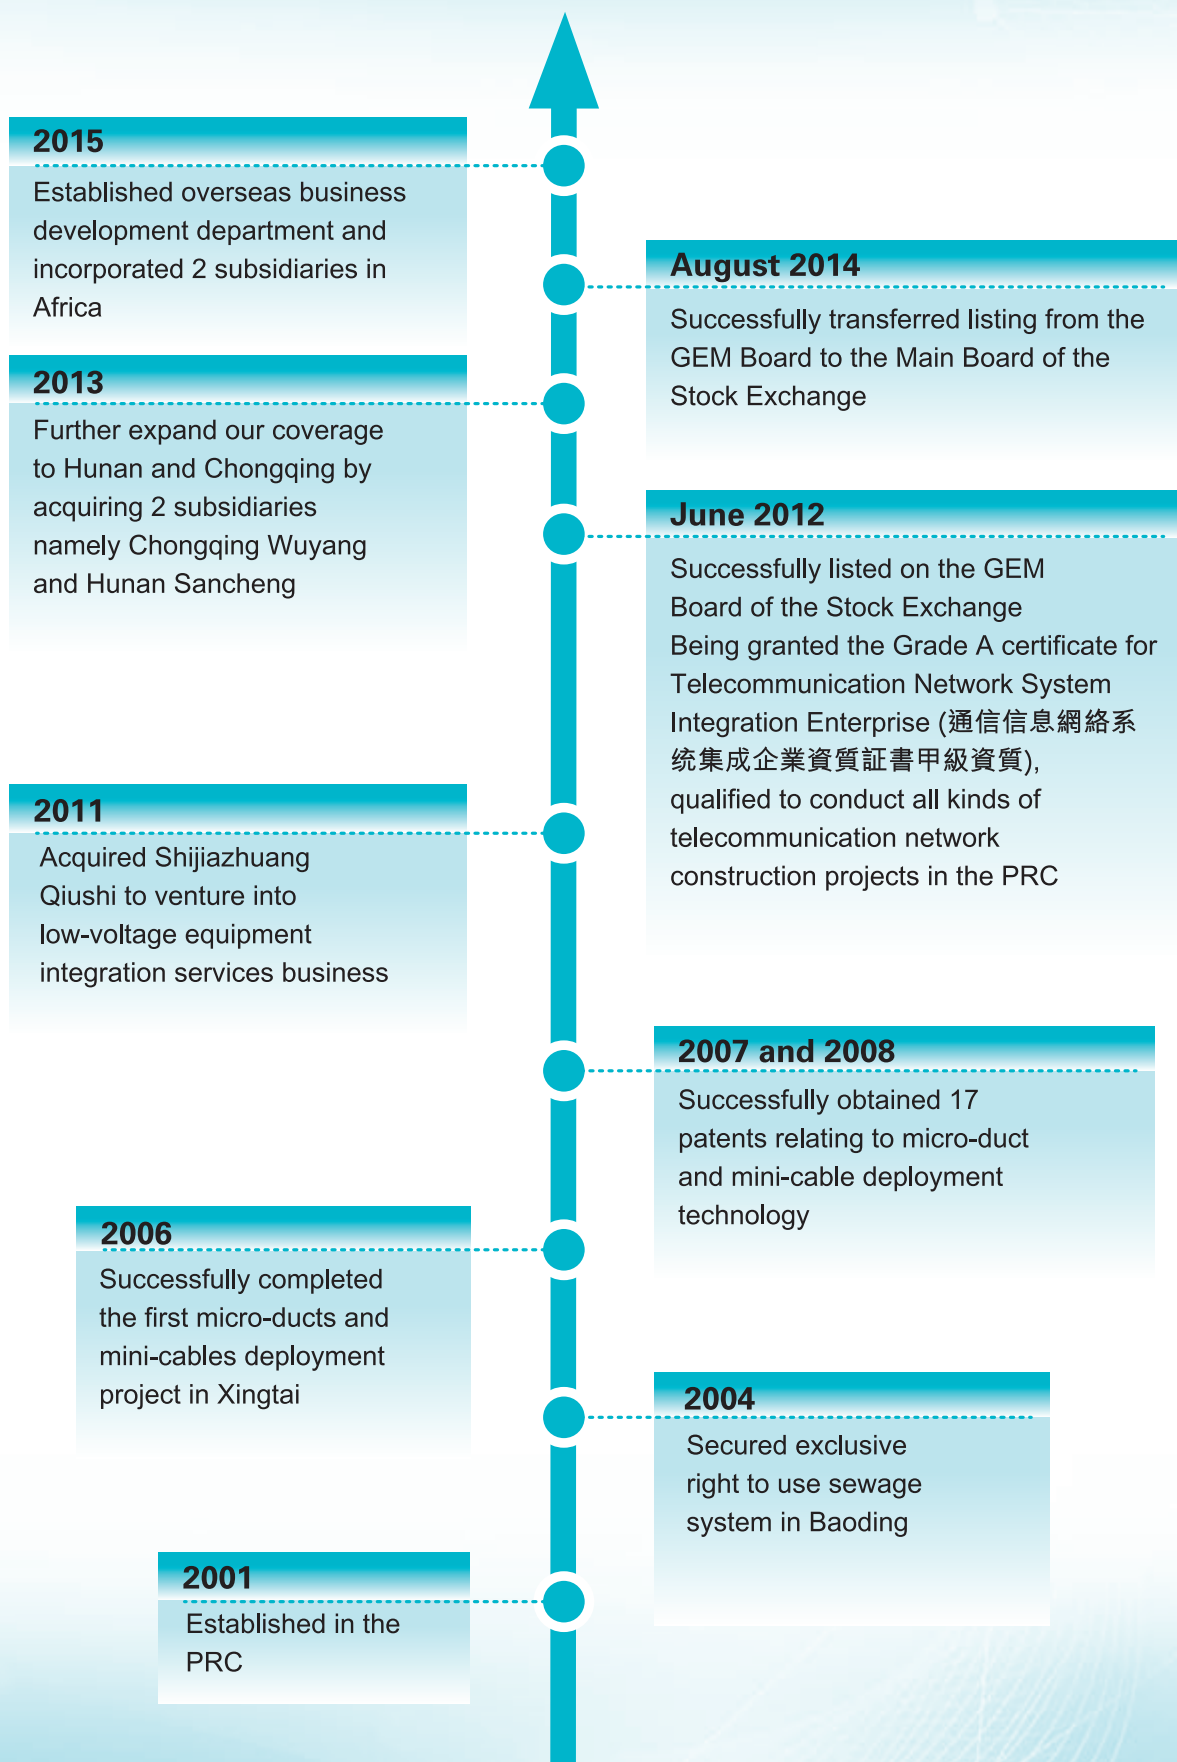 2015
Established overseas business
development department and
incorporated 2 subsidiaries in
Africa
August 2014
Successfully transferred listing from the
GEM Board to the Main Board of the
Stock Exchange
2013
Further expand our coverage
to Hunan and Chongqing by
acquiring 2 subsidiaries
namely Chongqing Wuyang
and Hunan Sancheng
June 2012
Successfully listed on the GEM
Board of the Stock Exchange
Being granted the Grade A certificate for
Telecommunication Network System
Integration Enterprise (通信信息網絡系
统集成企業資質証書甲級資質),
qualified to conduct all kinds of
telecommunication network
construction projects in the PRC
2011
Acquired Shijiazhuang
Qiushi to venture into
low-voltage equipment
integration services business
2007 and 2008
Successfully obtained 17
patents relating to micro-duct
and mini-cable deployment
technology
2006
Successfully completed
the first micro-ducts and
mini-cables deployment
project in Xingtai
2004
Secured exclusive
right to use sewage
system in Baoding
2001
Established in the
PRC